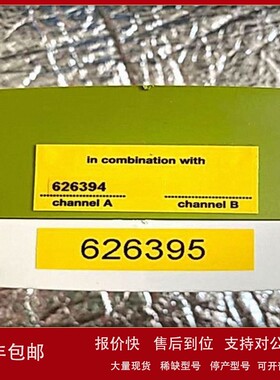 in combination with
626394
channel A channel B
626395
包邮
报价快 售后到位 支持对公
大量现货 稀缺型号 停产型号 可开